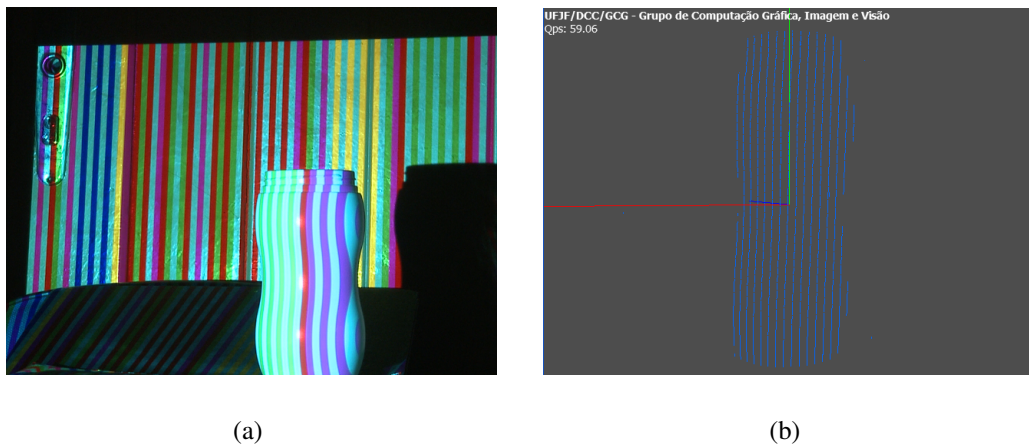 UFJF/DCC/GCG - Grupo de Computação Gráfica, Imagem e Visão
Qps: 59.06
(a)
(b)